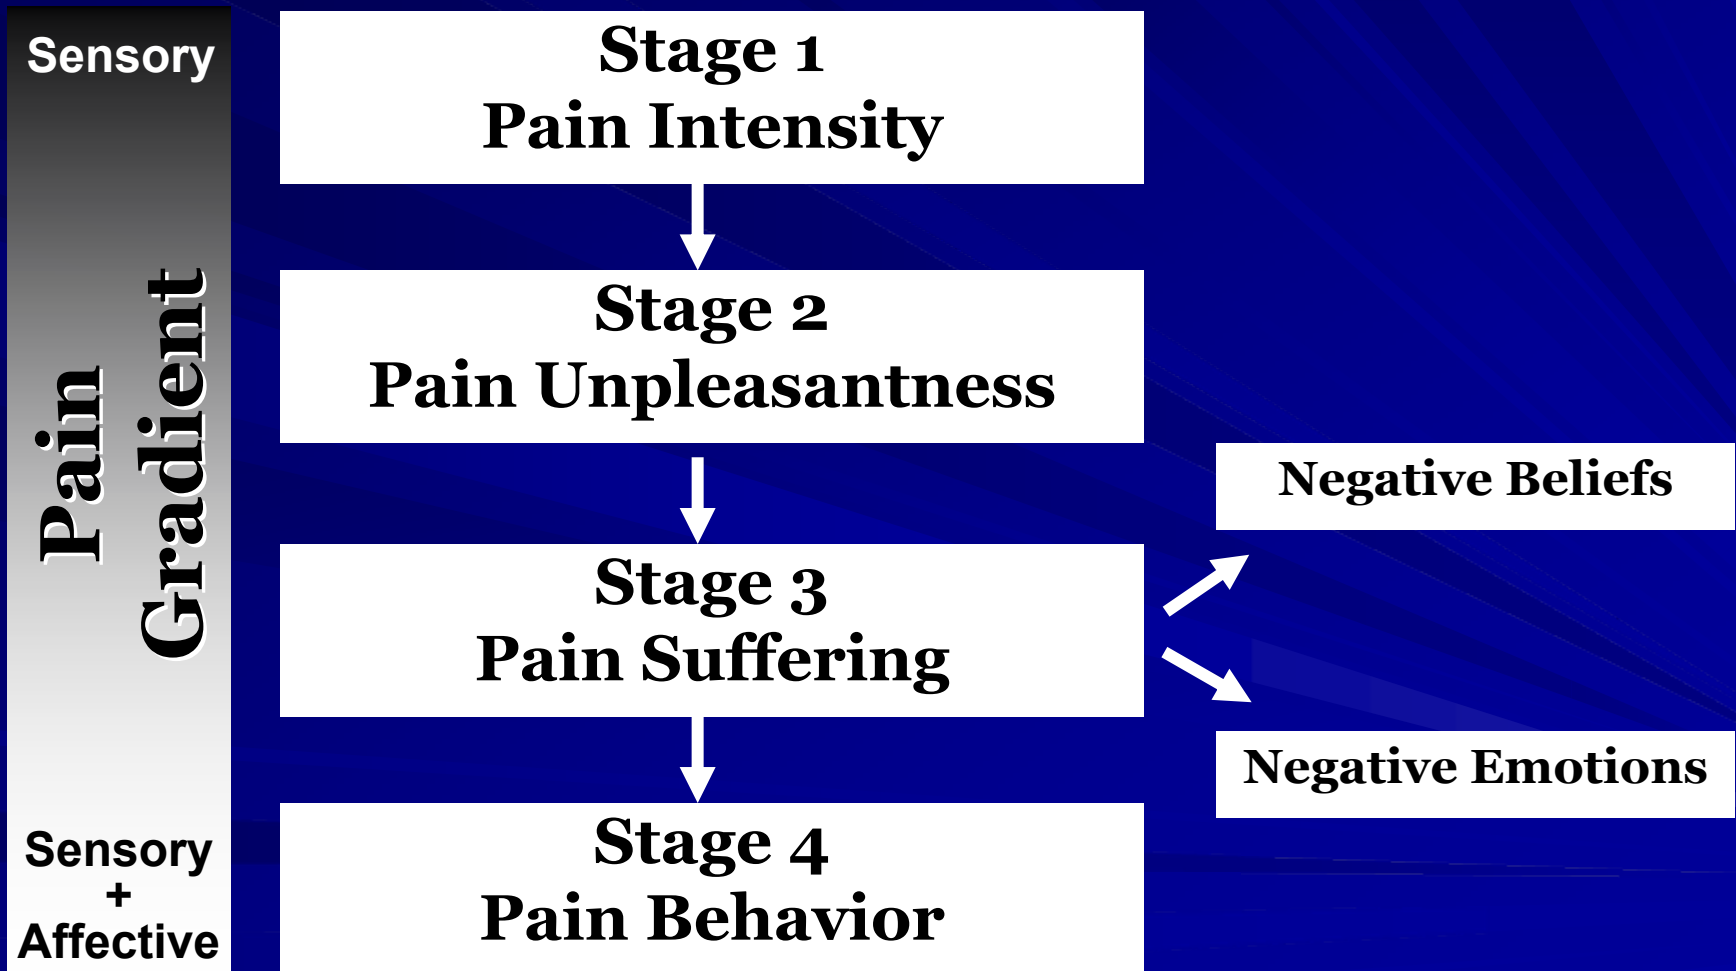 Sensory
Pain
Gradient
Sensory
+
Affective
Stage 1
Pain Intensity
Stage 2
Pain Unpleasantness
Stage 3
Pain Suffering
Negative Beliefs
Negative Emotions
Stage 4
Pain Behavior